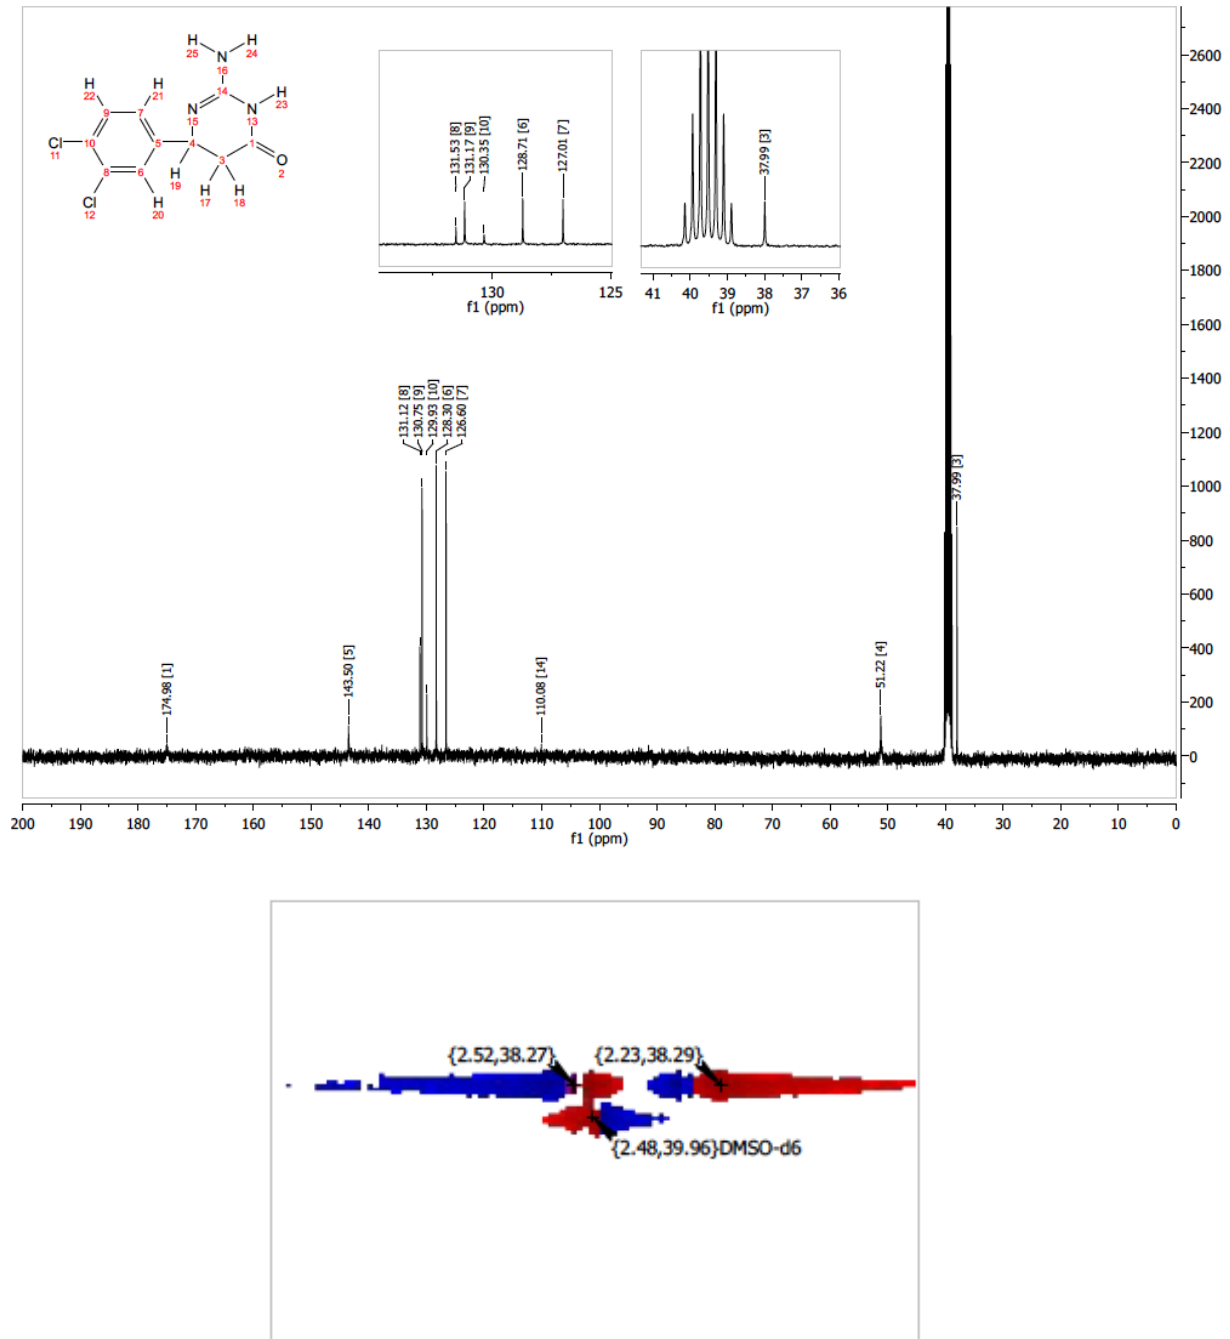 H H
25 24
N
16
H 14 H 22 21 N N H
9 7 15 13 23
10 5 4 1
Cl 11 8 6 3 O 2
H 19 H 17 H 18
Cl 12 H 20
131.53 [8]
131.17 [9]
130.35 [10]
128.71 [6]
127.01 [7]
130 125
f1 (ppm)
37.99 [3]
41 40 39 38 37 36
f1 (ppm)
2600
2400
2200
2000
1800
1600
1400
1200
1000
800
600
400
200
0
174.98 [1]
143.50 [5]
131.12 [8]
130.75 [9]
129.93 [10]
128.30 [6]
126.60 [7]
110.08 [14]
51.22 [4]
37.99 [3]
200 190 180 170 160 150 140 130 120 110 100 90 80 70 60 50 40 30 20 10 0
f1 (ppm)
{2.52,38.27} {2.23,38.29}
{2.48,39.96}DMSO-d6